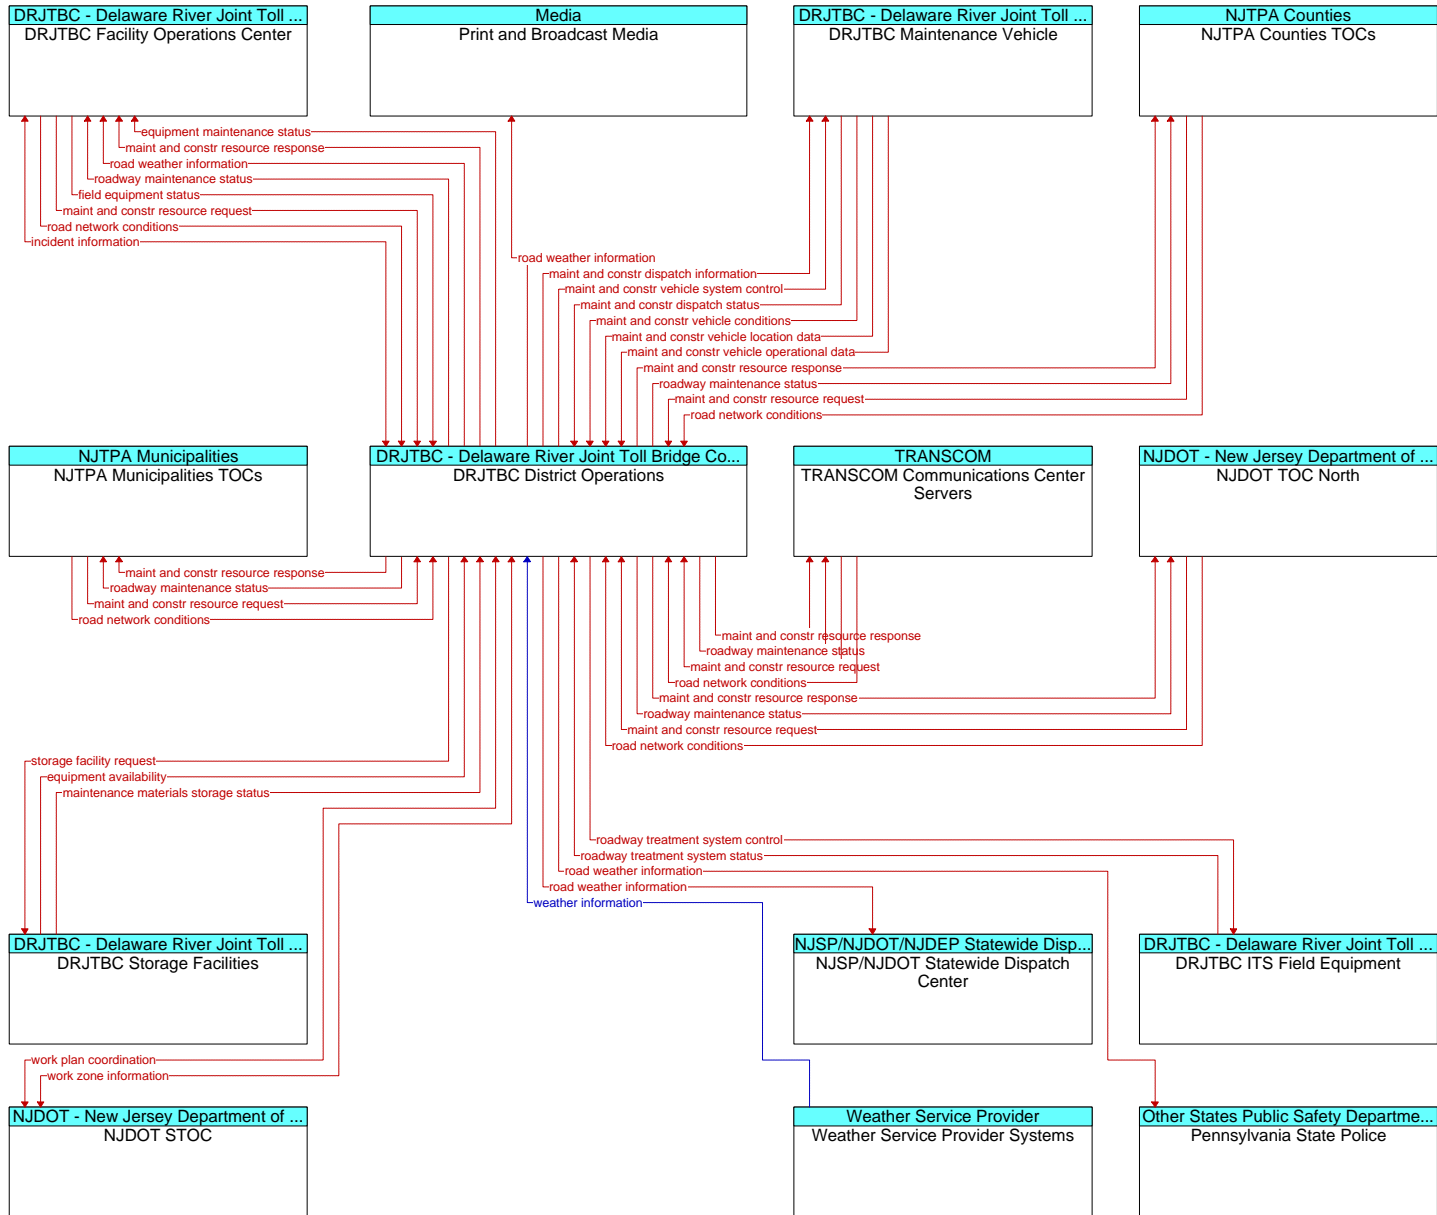 DRJTBC - Delaware River Joint Toll ...
DRJTBC Facility Operations Center
Media
Print and Broadcast Media
DRJTBC - Delaware River Joint Toll ...
DRJTBC Maintenance Vehicle
NJTPA Counties
NJTPA Counties TOCs
equipment maintenance status
maint and constr resource response
road weather information
roadway maintenance status
field equipment status
maint and constr resource request
road network conditions
incident information
road weather information
maint and constr dispatch information
maint and constr vehicle system control
maint and constr dispatch status
maint and constr vehicle conditions
maint and constr vehicle location data
maint and constr vehicle operational data
maint and constr resource response
roadway maintenance status
maint and constr resource request
road network conditions
NJTPA Municipalities
NJTPA Municipalities TOCs
DRJTBC - Delaware River Joint Toll Bridge Co...
DRJTBC District Operations
TRANSCOM
TRANSCOM Communications Center
Servers
NJDOT - New Jersey Department of ...
NJDOT TOC North
maint and constr resource response
roadway maintenance status
maint and constr resource request
road network conditions
maint and constr resource response
roadway maintenance status
maint and constr resource request
road network conditions
maint and constr resource response
roadway maintenance status
maint and constr resource request
road network conditions
storage facility request
equipment availability
maintenance materials storage status
roadway treatment system control
roadway treatment system status
road weather information
road weather information
weather information
DRJTBC - Delaware River Joint Toll ...
DRJTBC Storage Facilities
NJSP/NJDOT/NJDEP Statewide Disp...
NJSP/NJDOT Statewide Dispatch
Center
DRJTBC - Delaware River Joint Toll ...
DRJTBC ITS Field Equipment
work plan coordination
work zone information
NJDOT - New Jersey Department of ...
NJDOT STOC
Weather Service Provider
Weather Service Provider Systems
Other States Public Safety Departme...
Pennsylvania State Police